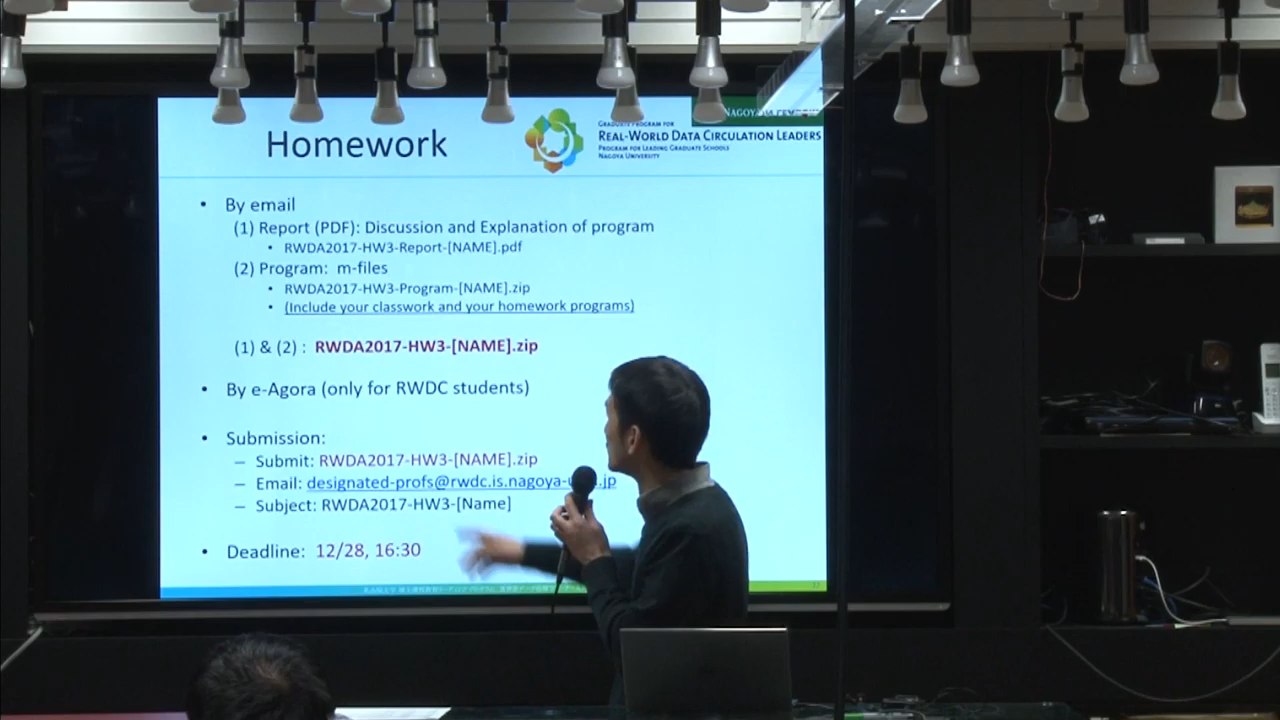 Homework
GRADUATE PROGRAM FOR
REAL-WORLD DATA CIRCULATION LEADERS
PROGRAM FOR LEADING GRADUATE SCHOOLS
NAGOYA UNIVERSITY
• By email
(1) Report (PDF): Discussion and Explanation of program
• RWDA2017-HW3-Report-[NAME].pdf
(2) Program: m-files
• RWDA2017-HW3-Program-[NAME].zip
• (Include your classwork and your homework programs)
(1) & (2) : RWDA2017-HW3-[NAME].zip
• By e-Agora (only for RWDC students)
• Submission:
– Submit: RWDA2017-HW3-[NAME].zip
– Email: designated-profs@rwdc.is.nagoya-u.jp
– Subject: RWDA2017-HW3-[Name]
• Deadline: 12/28, 16:30